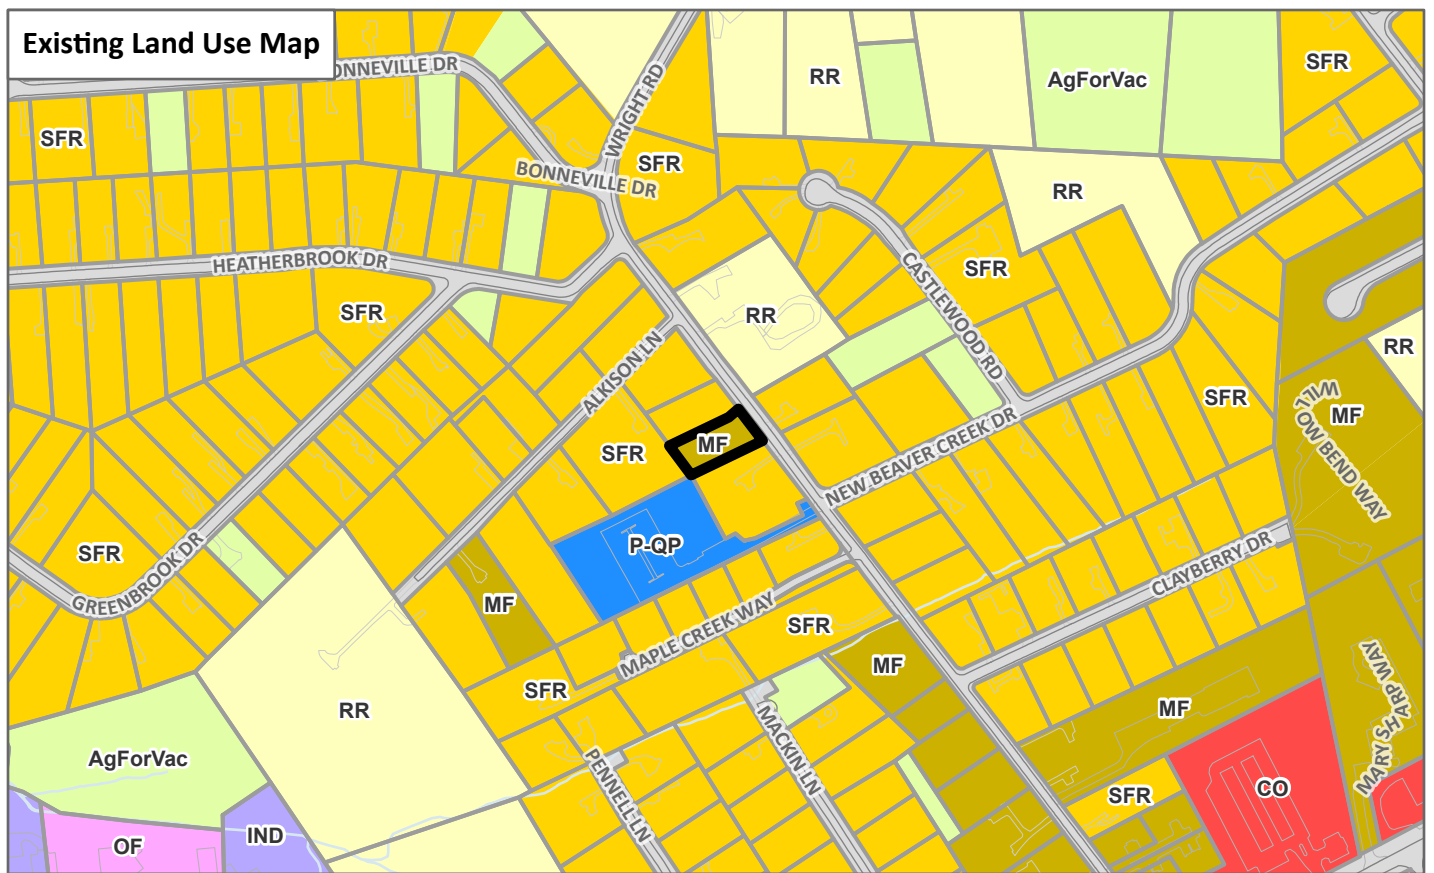 Existing Land Use Map
ONNEVILLE DR
WRIGHT RD
RR
AgForVac
SFR
SFR
SFR
BONNEVILLE DR
RR
HEATHERBROOK DR
SFR
CASTLEWOOD RD
SFR
RR
ALKISON LN
RR
SFR
WILLOW BEND WAY
MF
SFR
MF
NEW BEAVER CREEK DR
P-QP
SFR
GREENBROOK DR
MF
CLAYBERRY DR
MAPLE CREEK WAY
SFR
MF
SFR
RR
MF
MARY SHARP WAY
MACKIN LN
PENNELL LN
AgForVac
SFR
CO
OF
IND